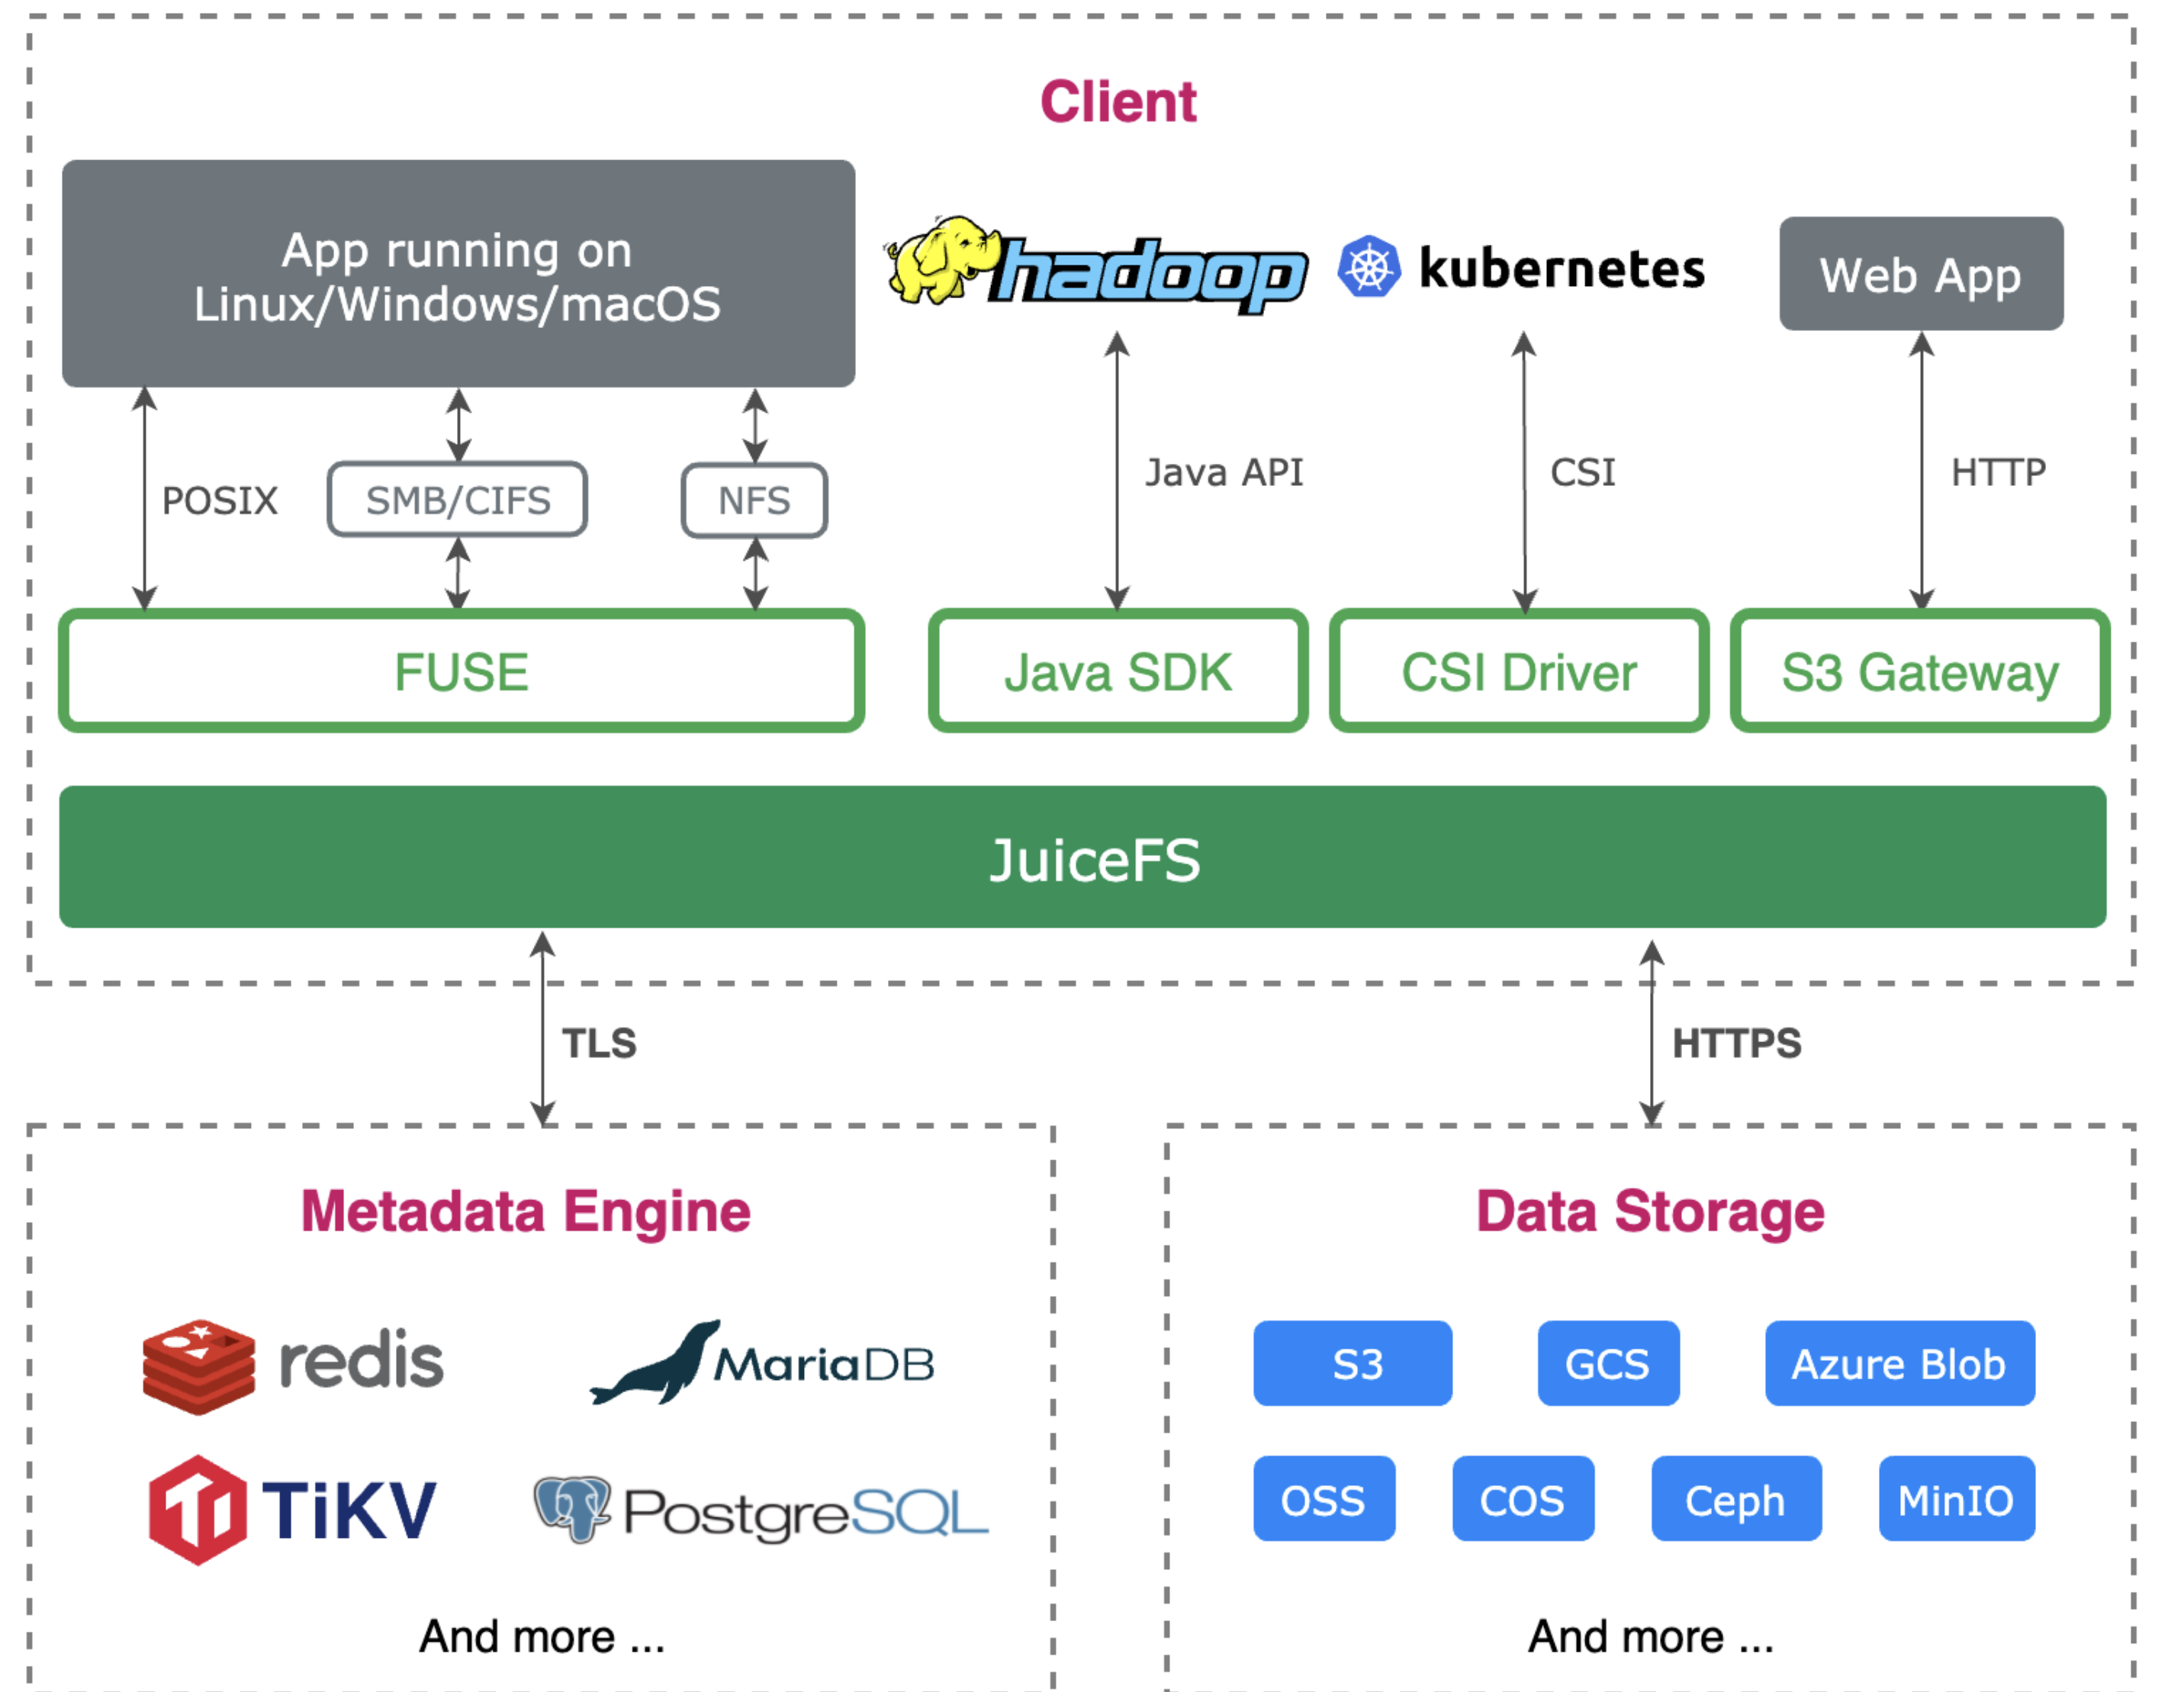 Client
App running on
Linux/Windows/macOS
hadoop
kubernetes
Web App
POSIX
SMB/CIFS
NFS
Java API
CSI
HTTP
FUSE
Java SDK
CSI Driver
S3 Gateway
JuiceFS
TLS
HTTPS
Metadata Engine
redis
MariaDB
TiKV
PostgreSQL
And more ...
Data Storage
S3
GCS
Azure Blob
OSS
COS
Ceph
MinIO
And more ...